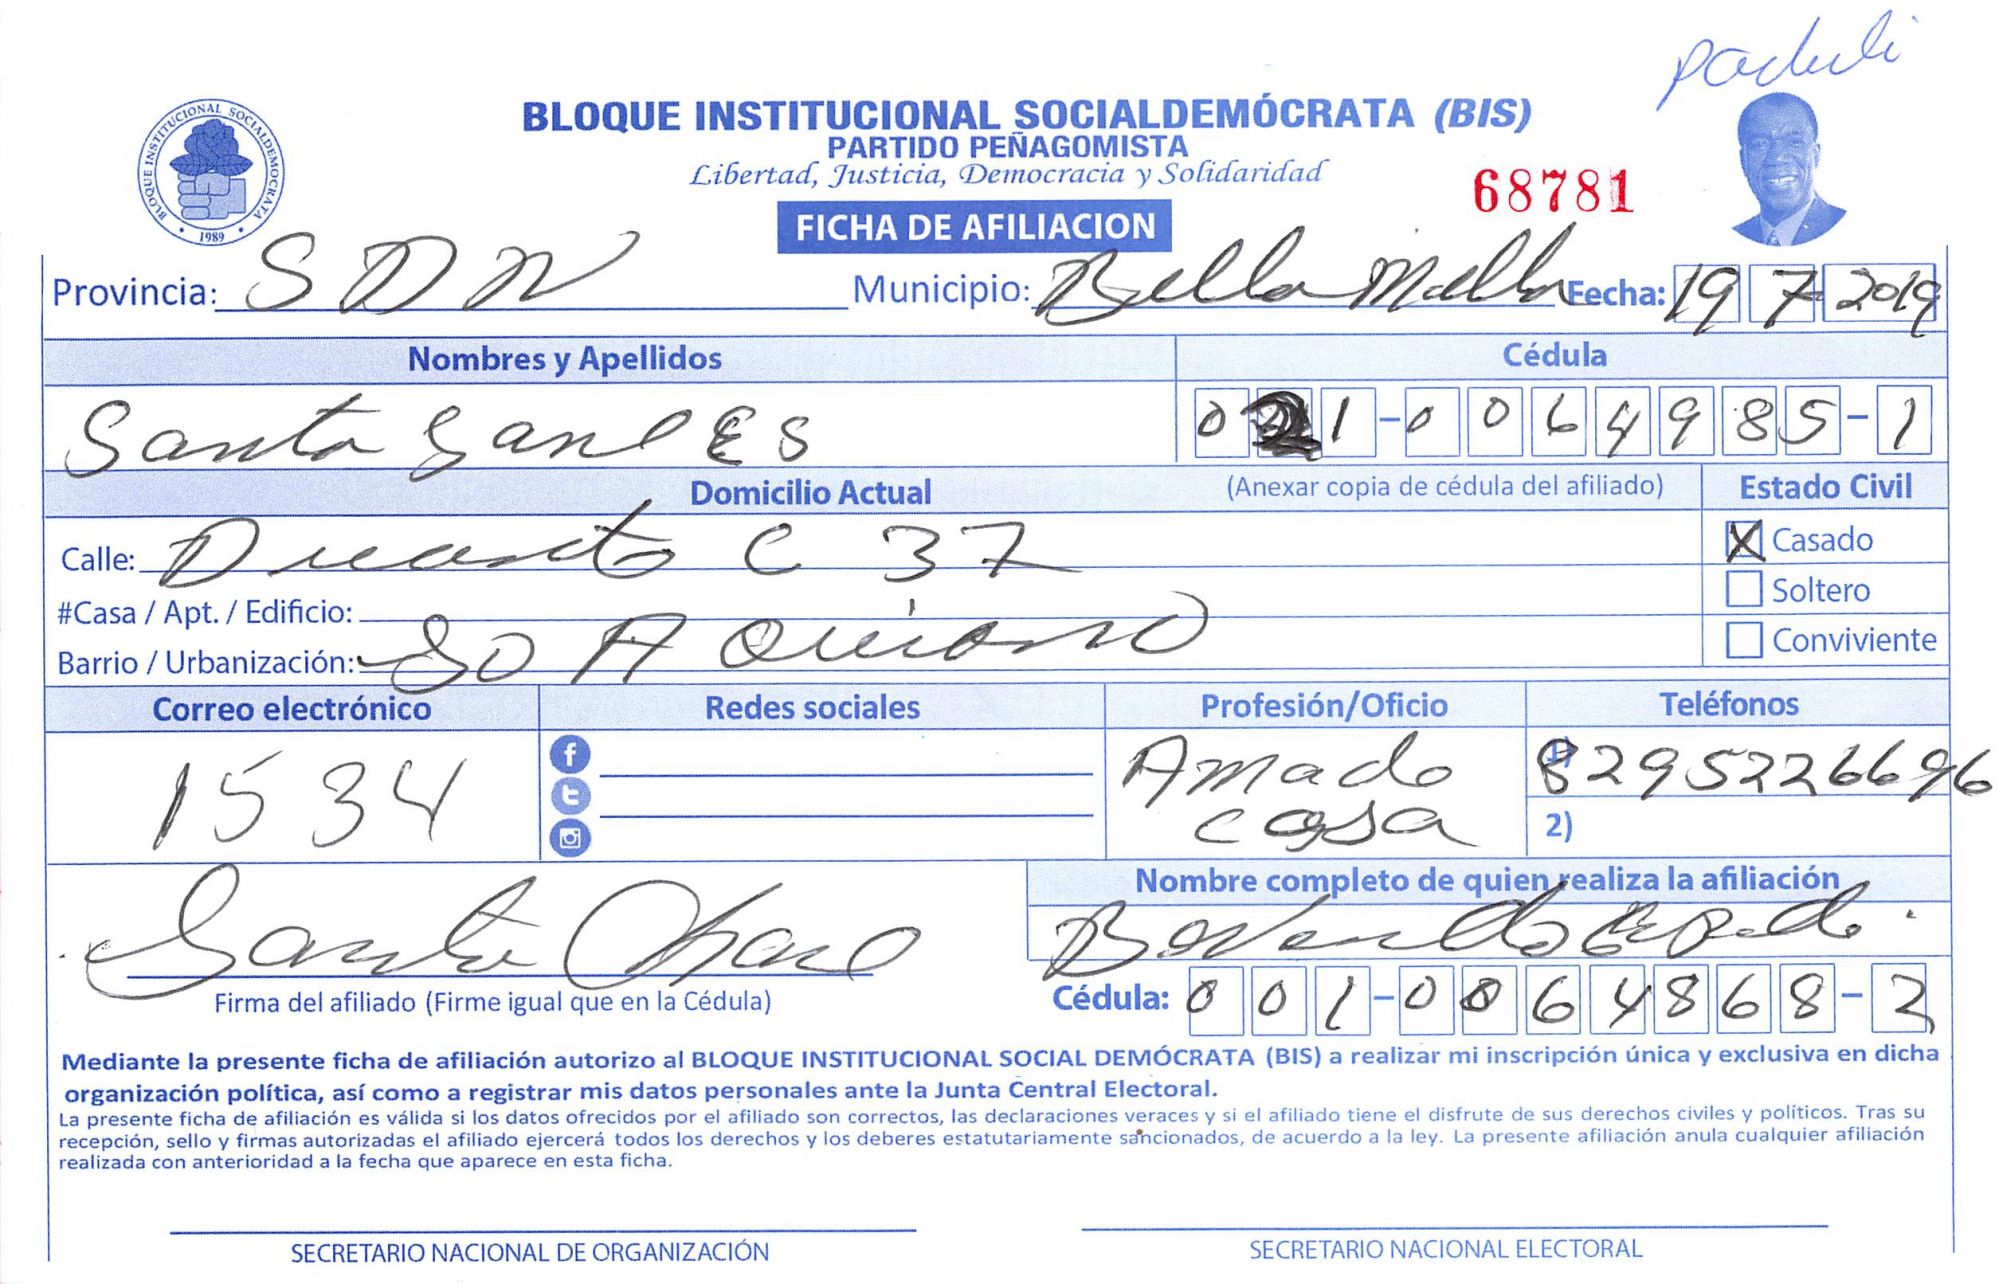 BLOQUE INSTITUCIONAL SOCIALDEMOCRATA
1989
BLOQUE INSTITUCIONAL SOCIALDEMÓCRATA (BIS)
PARTIDO PEÑAGOMISTA
Libertad, Justicia, Democracia y Solidaridad
68781
FICHA DE AFILIACION
Provincia: SDN Municipio: Bella Fecha: 19 7 2019
Nombres y Apellidos Cédula
Santa 021-0064985-1
Domicilio Actual (Anexar copia de cédula del afiliado) Estado Civil
Calle: C 37 X Casado
#Casa / Apt. / Edificio: Soltero
Barrio / Urbanización: Conviviente
Correo electrónico Redes sociales Profesión/Oficio Teléfonos
1534 Amado casa 1) 8295226696
2)
Nombre completo de quien realiza la afiliación
Santa
Firma del afiliado (Firme igual que en la Cédula) Cédula: 001-0064868-2
Mediante la presente ficha de afiliación autorizo al BLOQUE INSTITUCIONAL SOCIAL DEMÓCRATA (BIS) a realizar mi inscripción única y exclusiva en dicha
organización política, así como a registrar mis datos personales ante la Junta Central Electoral.
La presente ficha de afiliación es válida si los datos ofrecidos por el afiliado son correctos, las declaraciones veraces y si el afiliado tiene el disfrute de sus derechos civiles y políticos. Tras su
recepción, sello y firmas autorizadas el afiliado ejercerá todos los derechos y los deberes estatutariamente sancionados, de acuerdo a la ley. La presente afiliación anula cualquier afiliación
realizada con anterioridad a la fecha que aparece en esta ficha.
SECRETARIO NACIONAL DE ORGANIZACIÓN SECRETARIO NACIONAL ELECTORAL